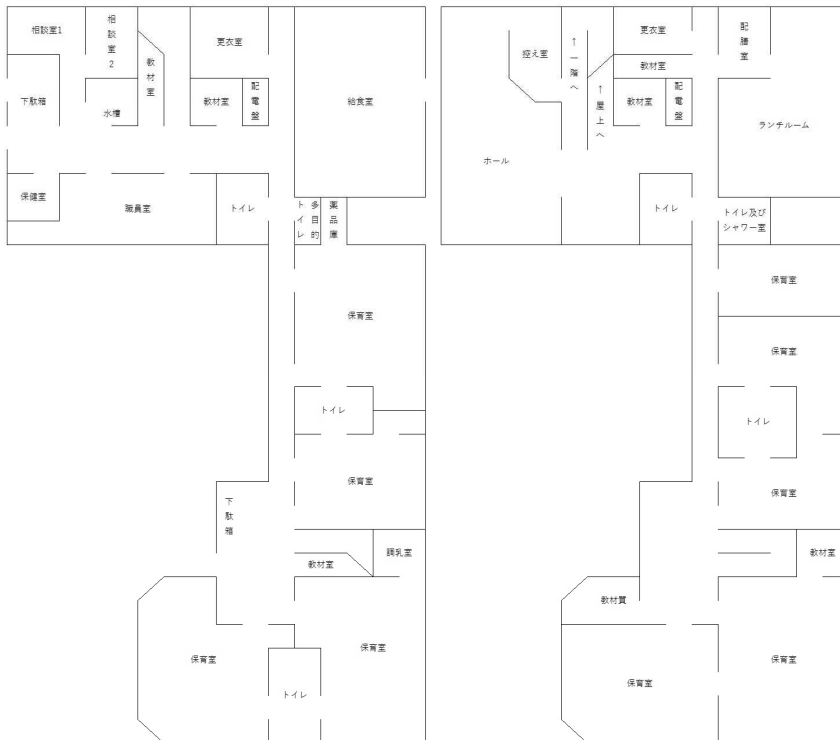 相談室1
相談室2
教材室
更衣室
下駄箱
水槽
教材室
配電盤
給食室
保健室
職員室
トイレ
多目的トイレ
薬品庫
保育室
トイレ
保育室
下駄箱
調乳室
教材室
保育室
保育室
トイレ
控え室
↑一階へ
↑屋上へ
更衣室
教材室
教材室
配電盤
配膳室
ランチルーム
ホール
トイレ
トイレ及び
シャワー室
保育室
保育室
トイレ
保育室
教材室
教材質
保育室
保育室